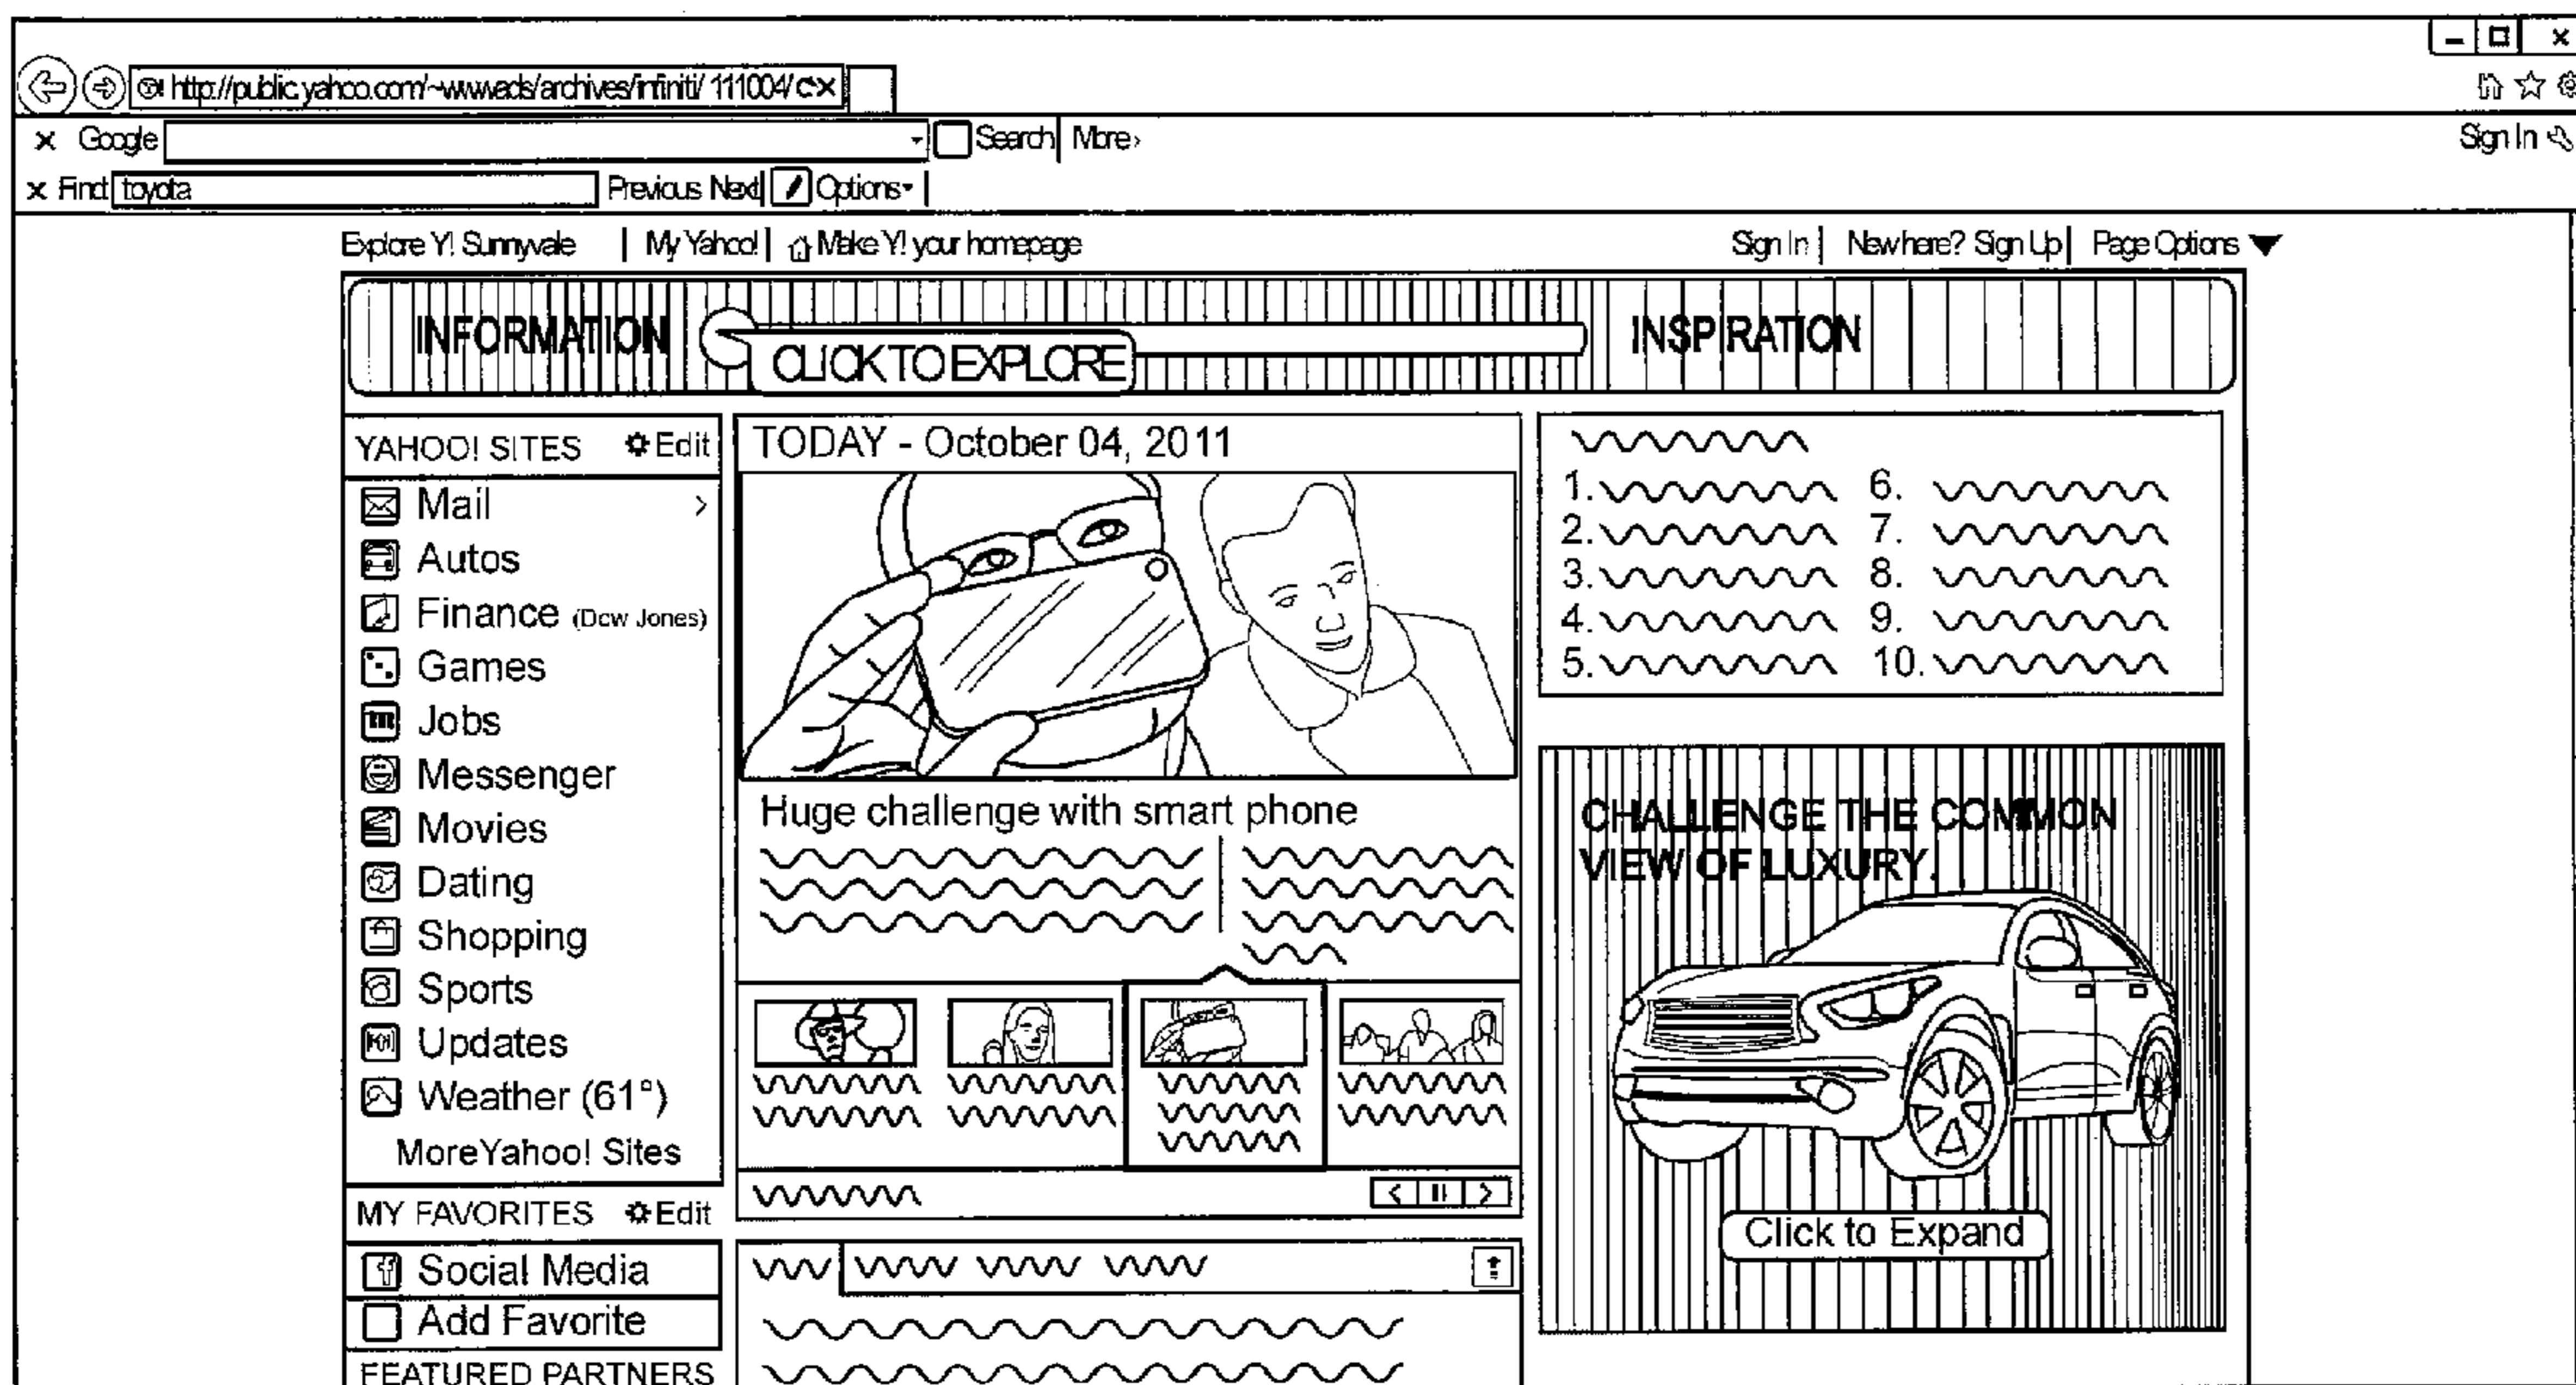 http://public.yahoo.com/~wwwads/archives/infiniti/ 111004/
x Google Search More› Sign In
x Find toyota Previous Next Options
Explore Y! Sunnyvale | My Yahoo! | Make Y! your homepage Sign In | New here? Sign Up | Page Options
INFORMATION CLICK TO EXPLORE INSPIRATION
YAHOO! SITES Edit
Mail >
Autos
Finance (Dow Jones)
Games
Jobs
Messenger
Movies
Dating
Shopping
Sports
Updates
Weather (61°)
MoreYahoo! Sites
MY FAVORITES Edit
Social Media
Add Favorite
FEATURED PARTNERS
TODAY - October 04, 2011
Huge challenge with smart phone
1. 6.
2. 7.
3. 8.
4. 9.
5. 10.
CHALLENGE THE COMMON
VIEW OF LUXURY.
Click to Expand